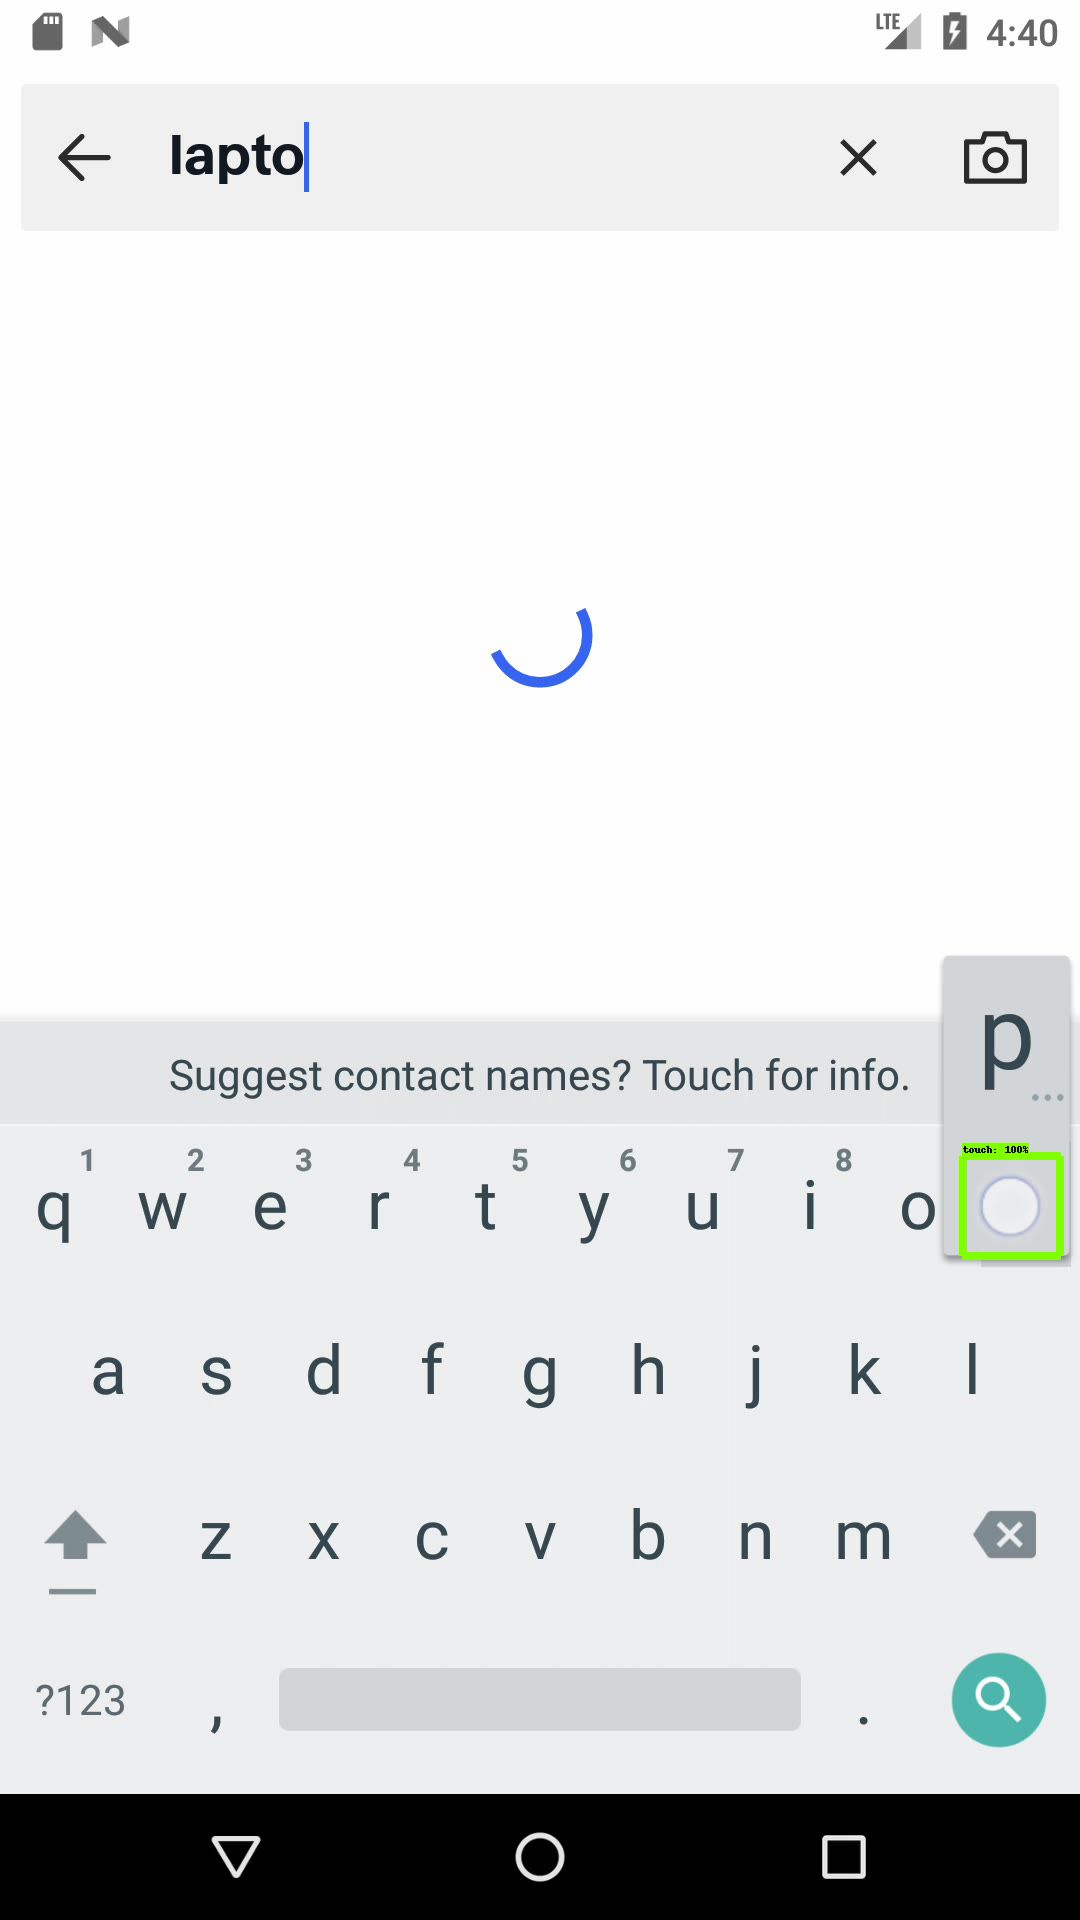 LTE 4:40
lapto
p
Suggest contact names? Touch for info.
touch: 100%
1 2 3 4 5 6 7 8
q w e r t y u i o
a s d f g h j k l
z x c v b n m
?123 , .